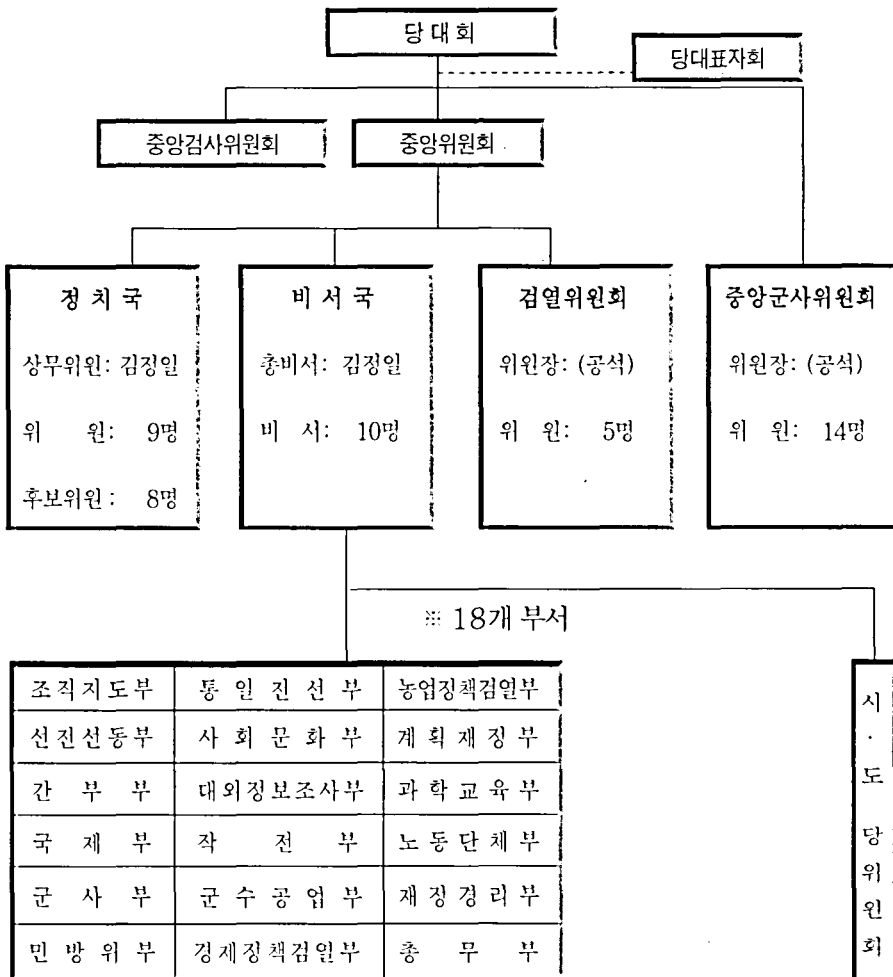 당 대 회
당대표자회
중앙검사위원회
중앙위원회
정 치 국
상무위원: 김정일
위 원: 9명
후보위원: 8명
비 서 국
총비서: 김정일
비 서: 10명
검열위원회
위원장: (공석)
위 원: 5명
중앙군사위원회
위원장: (공석)
위 원: 14명
※ 18개 부서
조직지도부 통일전선부 농업정책검열부
선전선동부 사회문화부 계획재정부
간 부 부 대외정보조사부 과학교육부
국 제 부 작 전 부 노동단체부
군 사 부 군수공업부 재정경리부
민방위부 경제정책검열부 총 무 부
시·도 당위원회